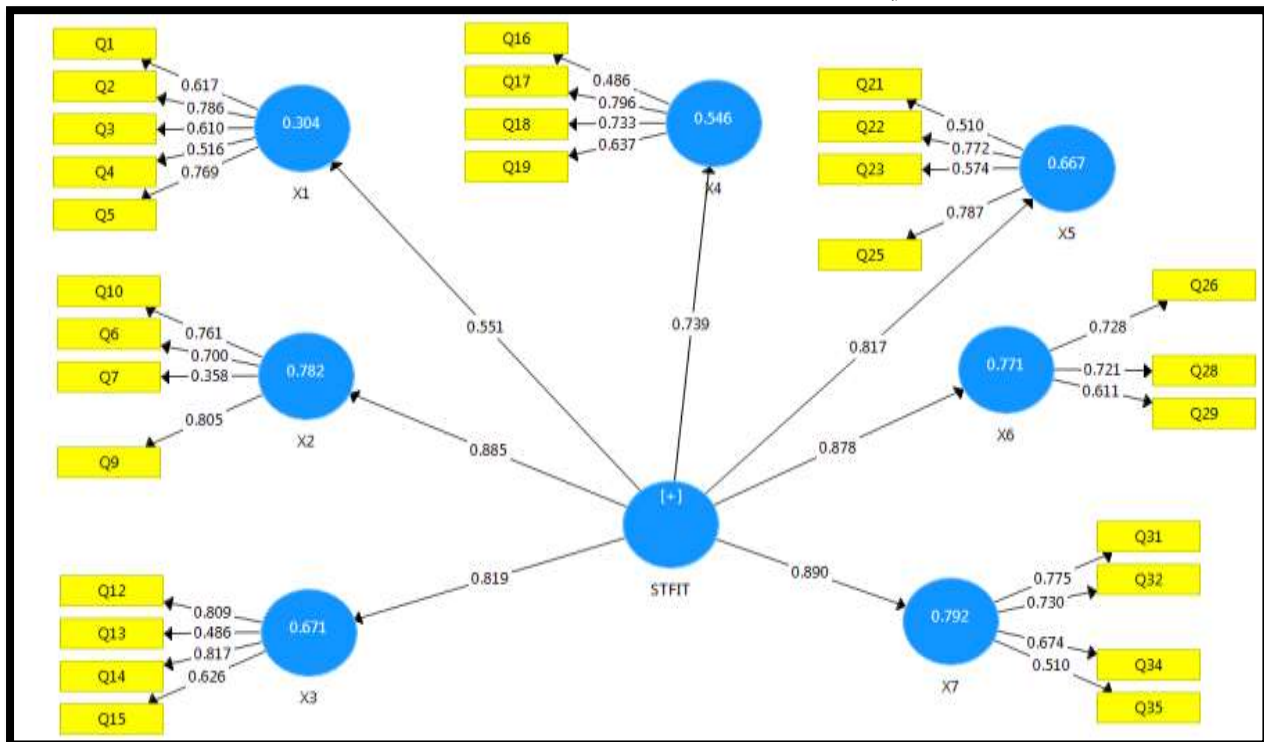 Q1
Q2
Q3
Q4
Q5
0.617
0.786
0.610
0.516
0.769
0.304
X1
Q16
Q17
Q18
Q19
0.486
0.796
0.733
0.637
0.546
X4
Q21
Q22
Q23
Q25
0.510
0.772
0.574
0.787
0.667
X5
Q10
Q6
Q7
Q9
0.761
0.700
0.358
0.805
0.782
X2
0.551
0.739
0.817
0.885
0.878
0.819
0.890
[+]
STFIT
0.771
X6
0.728
0.721
0.611
Q26
Q28
Q29
Q12
Q13
Q14
Q15
0.809
0.486
0.817
0.626
0.671
X3
0.792
X7
0.775
0.730
0.674
0.510
Q31
Q32
Q34
Q35